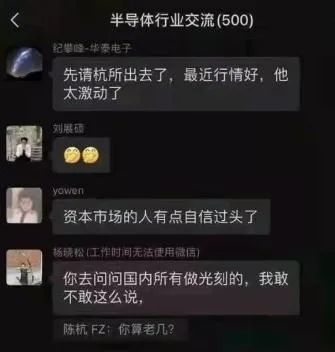 半导体行业交流(500)
纪攀峰-华泰电子
先请杭所出去了，最近行情好，他
太激动了
刘展硕
yowen
资本市场的人有点自信过头了
杨晓松(工作时间无法使用微信)
你去问问国内所有做光刻的，我敢
不敢这么说，
陈杭 FZ：你算老几?